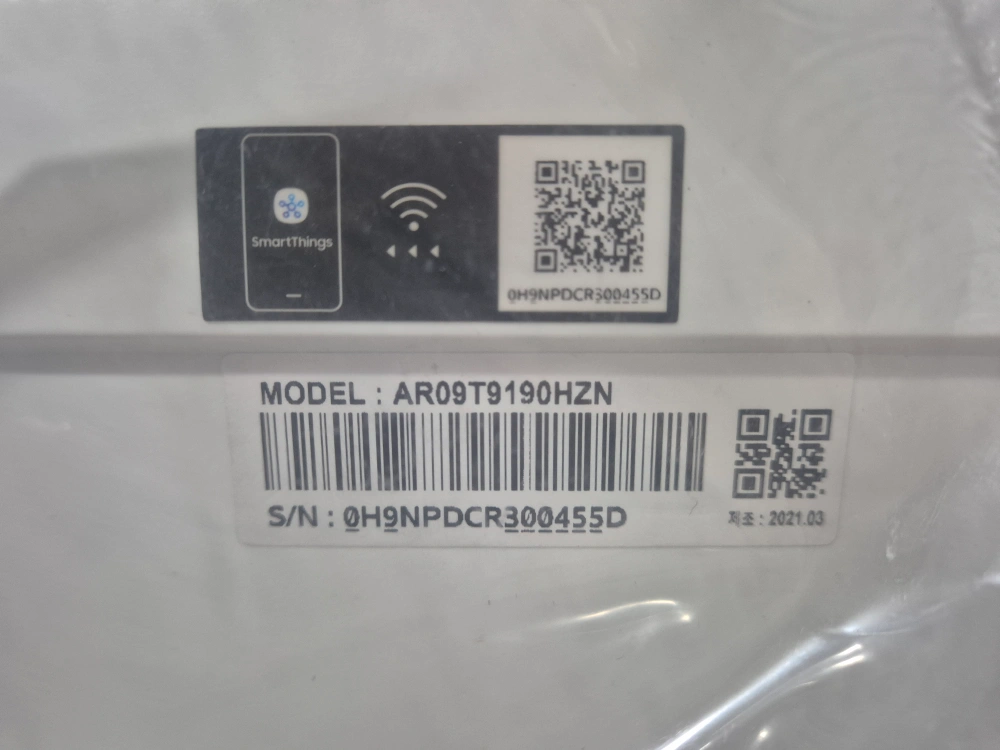 SmartThings
0H9NPDCR300455D
MODEL : AR09T9190HZN
S/N : 0H9NPDCR300455D
제조 : 2021.03